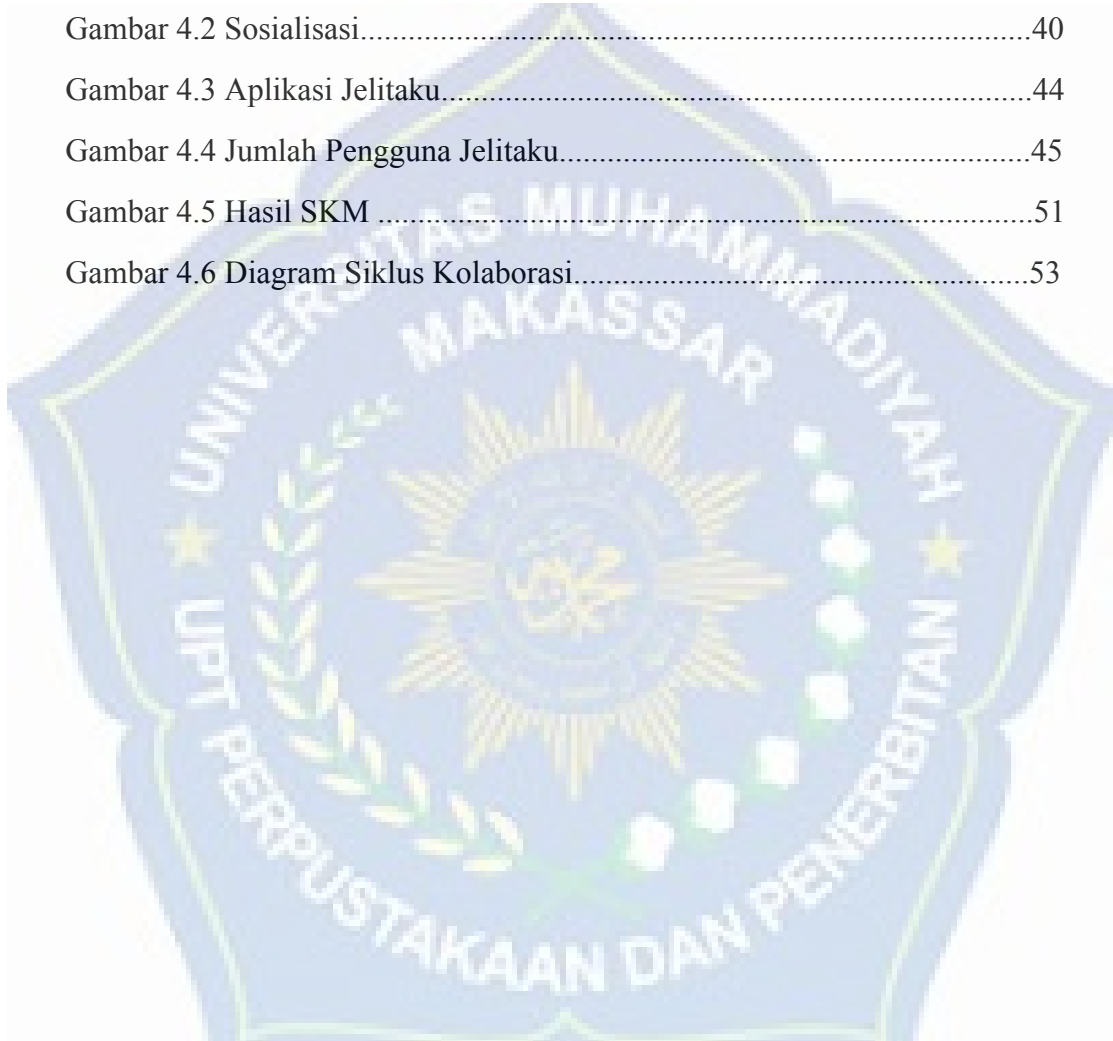 Gambar 4.2 Sosialisasi....................................................................................40
Gambar 4.3 Aplikasi Jelitaku..........................................................................44
Gambar 4.4 Jumlah Pengguna Jelitaku...........................................................45
Gambar 4.5 Hasil SKM ..................................................................................51
Gambar 4.6 Diagram Siklus Kolaborasi.........................................................53
UNIVERSITAS MUHAMMADIYAH
MAKASSAR
UPT PERPUSTAKAAN DAN PENERBITAN